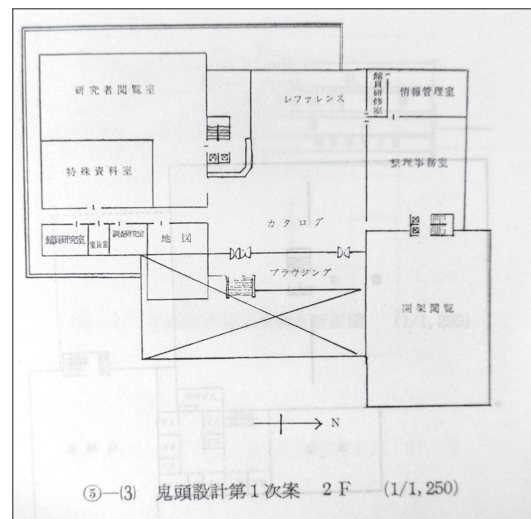 研究者閲覧室
レファレンス
館員研修室
情報管理室
特殊資料室
整理事務室
カタログ
館員研究室
室長室
調査研究室
地図
ブラウジング
開架閲覧
N
⑤—(3) 鬼頭設計第1次案 2F (1/1,250)